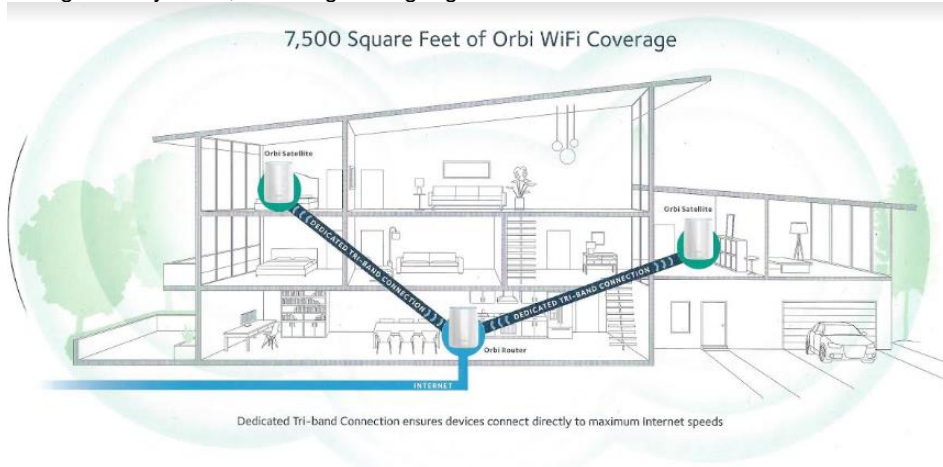 7,500 Square Feet of Orbi WiFi Coverage
Orbi Satellite
Orbi Satellite
DEDICATED TRI-BAND CONNECTION
DEDICATED TRI-BAND CONNECTION
Orbi Router
INTERNET
Dedicated Tri-band Connection ensures devices connect directly to maximum Internet speeds